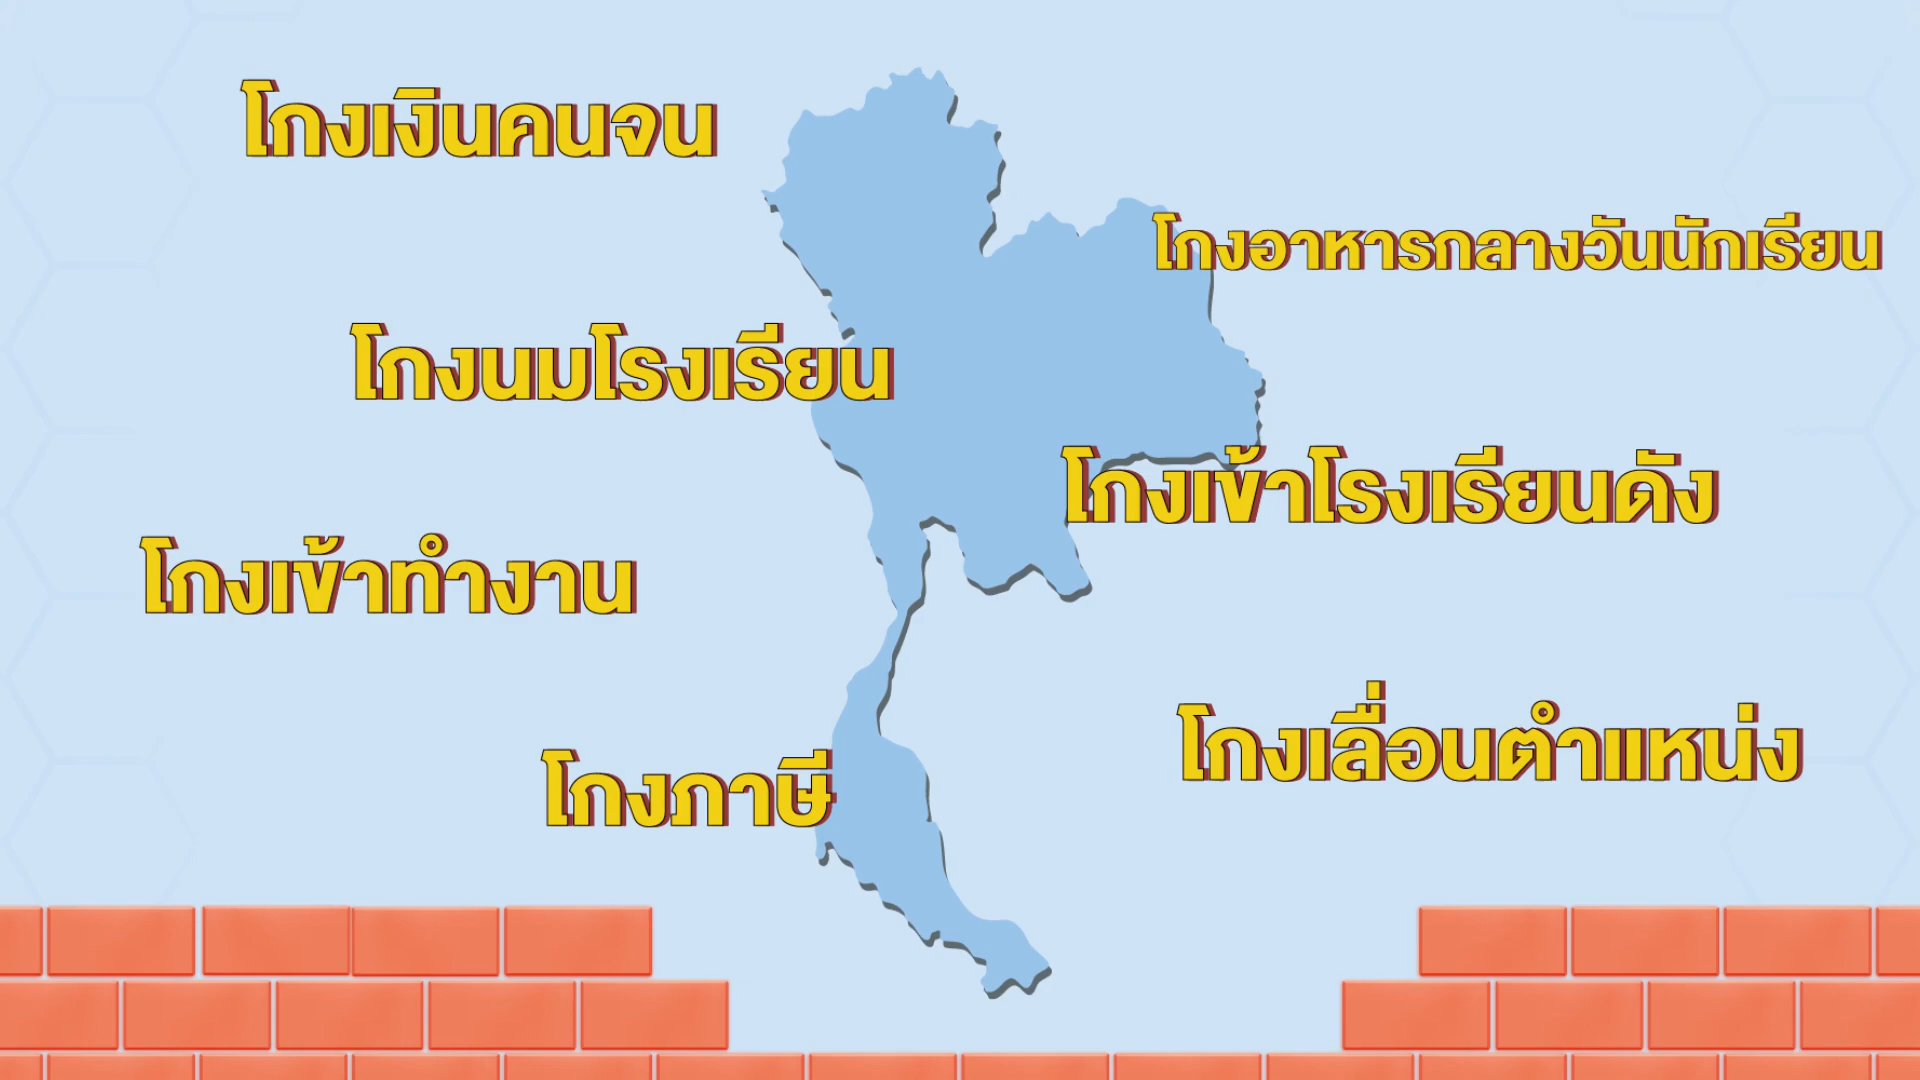 โกงเงินคนจน
โกงอาหารกลางวันนักเรียน
โกงนมโรงเรียน
โกงเข้าโรงเรียนดัง
โกงเข้าทำงาน
โกงเลื่อนตำแหน่ง
โกงภาษี